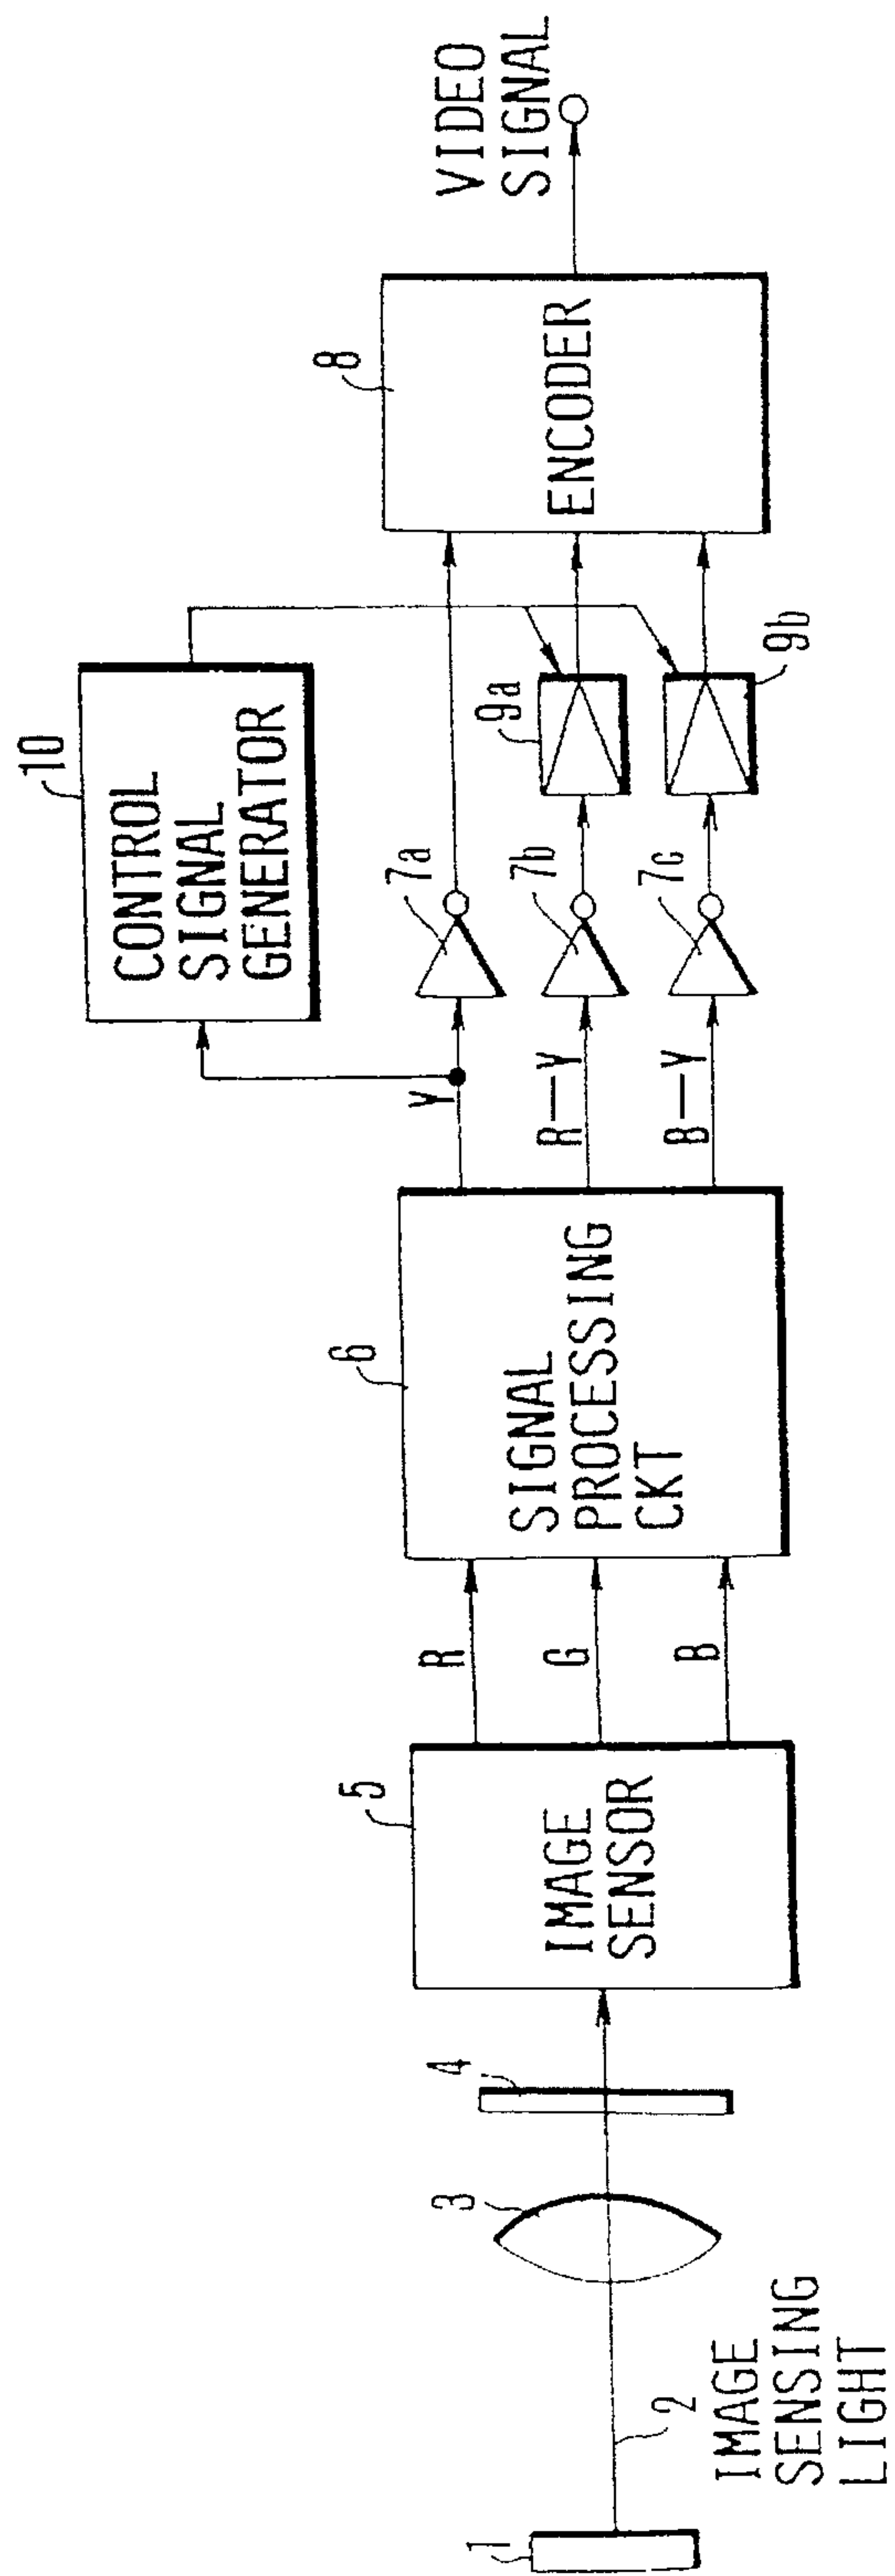 1
2
IMAGE
SENSING
LIGHT
3
4
5
IMAGE
SENSOR
R
G
B
6
SIGNAL
PROCESSING
CKT
Y
R—Y
B—Y
10
CONTROL
SIGNAL
GENERATOR
7a
7b
7c
9a
9b
8
ENCODER
VIDEO
SIGNAL